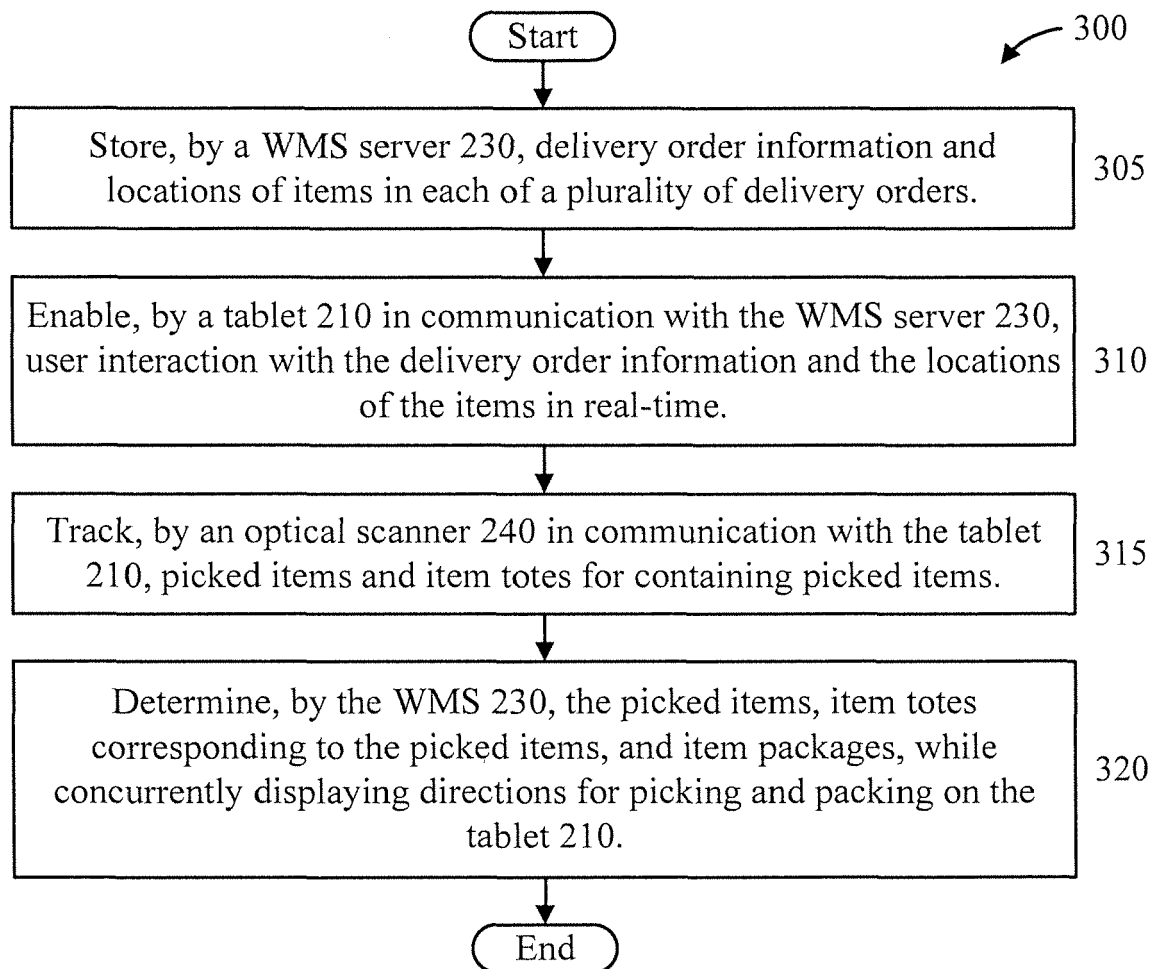 Start
300
Store, by a WMS server 230, delivery order information and
locations of items in each of a plurality of delivery orders.
305
Enable, by a tablet 210 in communication with the WMS server 230,
user interaction with the delivery order information and the locations
of the items in real-time.
310
Track, by an optical scanner 240 in communication with the tablet
210, picked items and item totes for containing picked items.
315
Determine, by the WMS 230, the picked items, item totes
corresponding to the picked items, and item packages, while
concurrently displaying directions for picking and packing on the
tablet 210.
320
End